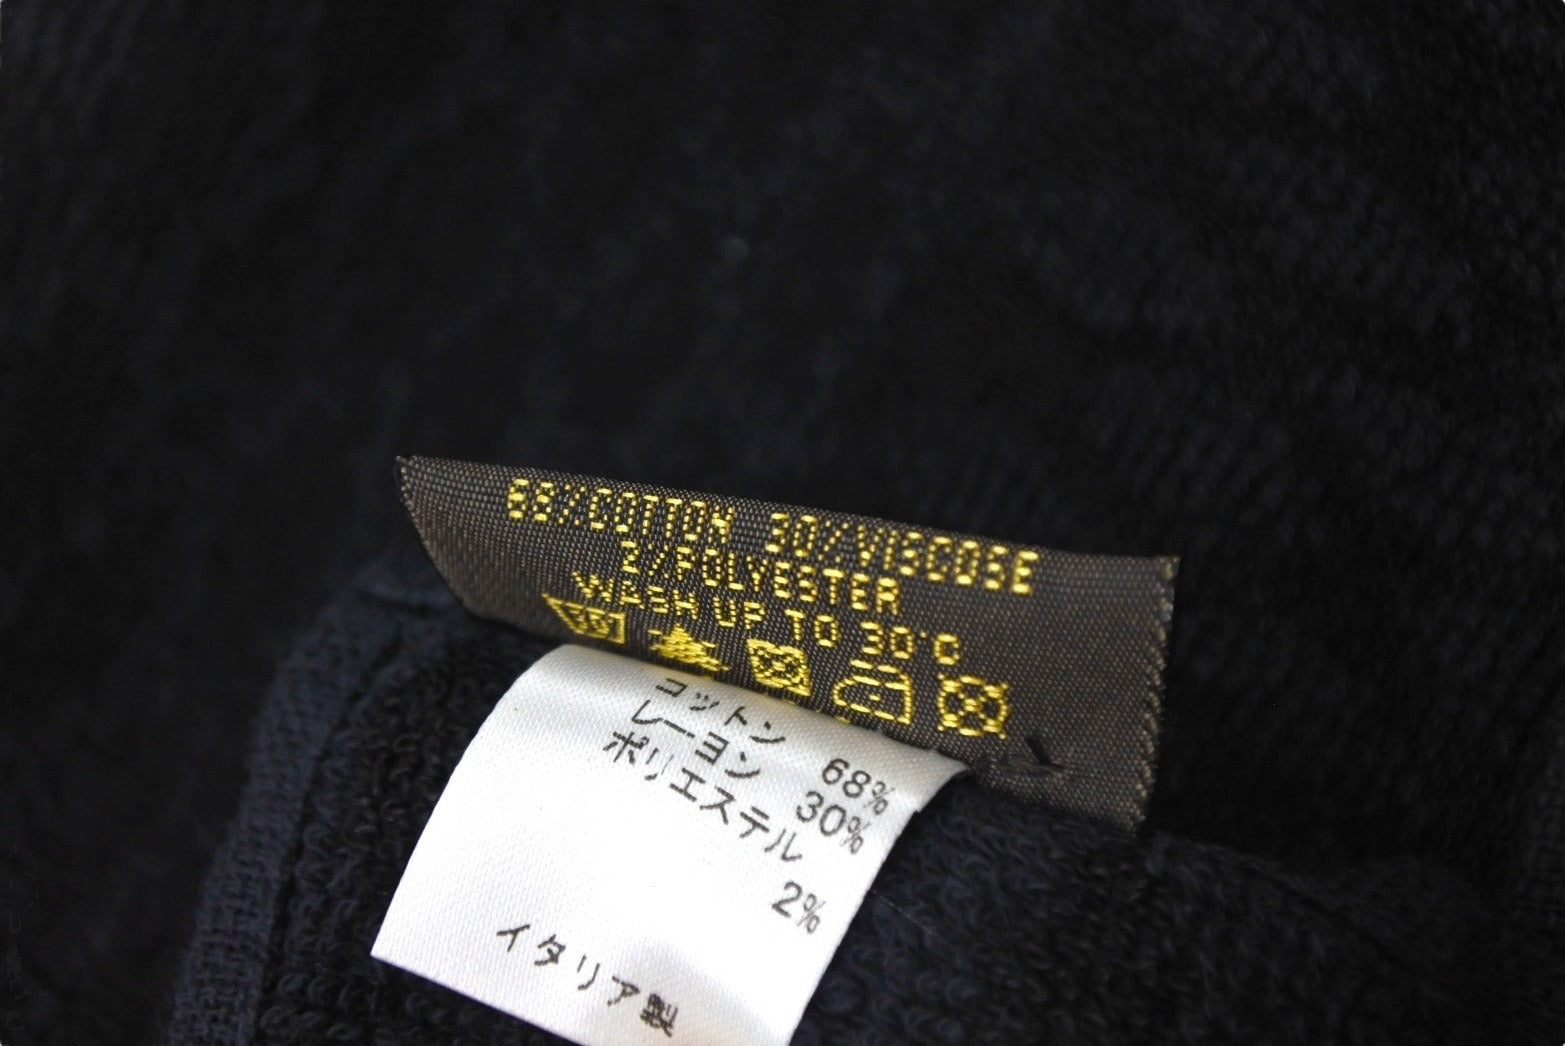 68%COTTON 30%VISCOSE
2%POLYESTER
WASH UP TO 30°C
コットン 68%
レーヨン 30%
ポリエステル 2%
イタリア製